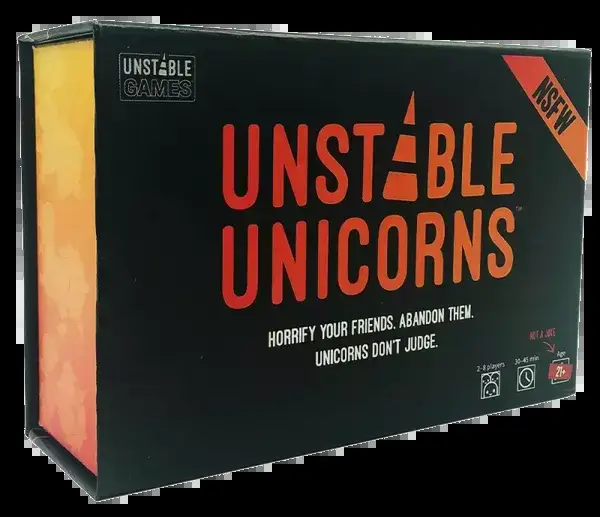 UNSTABLE
GAMES
NSFW
UNSTABLE
UNICORNS™
HORRIFY YOUR FRIENDS. ABANDON THEM.
UNICORNS DON'T JUDGE.
NOT A JOKE
2-8 players
30-45 min
Age
21+